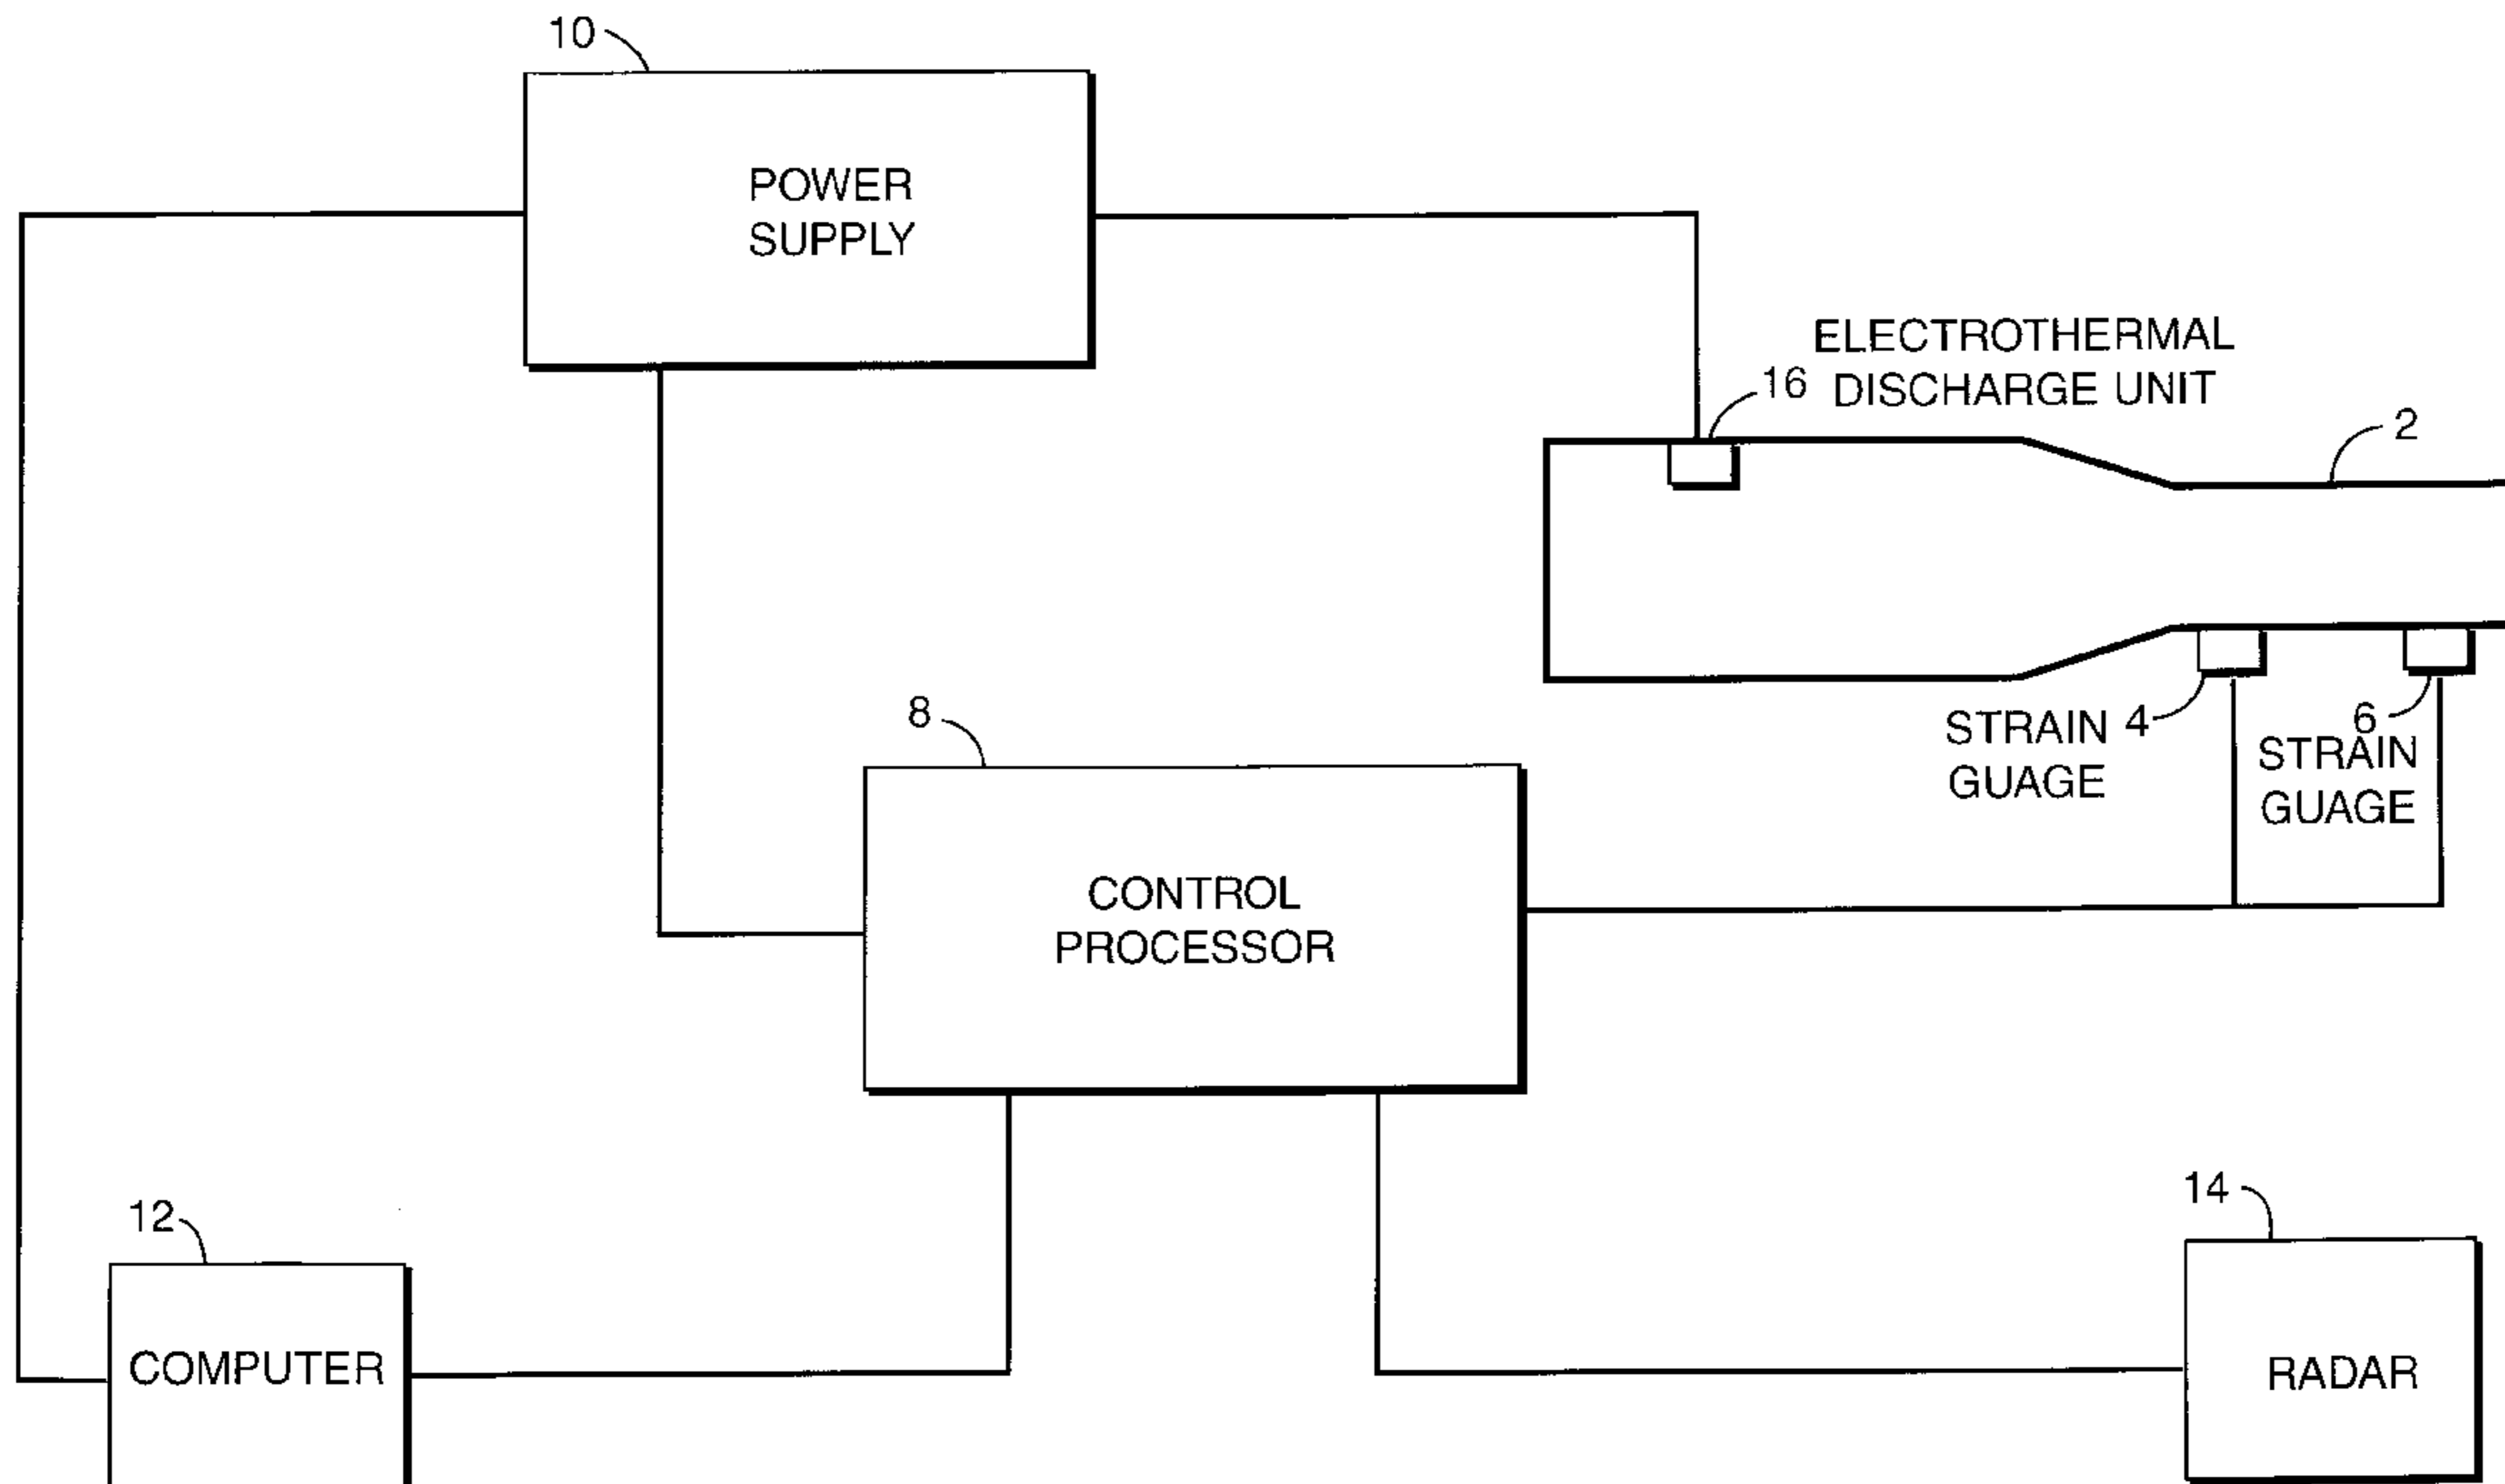 10
POWER
SUPPLY
ELECTROTHERMAL
16 DISCHARGE UNIT
2
8
STRAIN 4
GUAGE
6
STRAIN
GUAGE
CONTROL
PROCESSOR
12
COMPUTER
14
RADAR